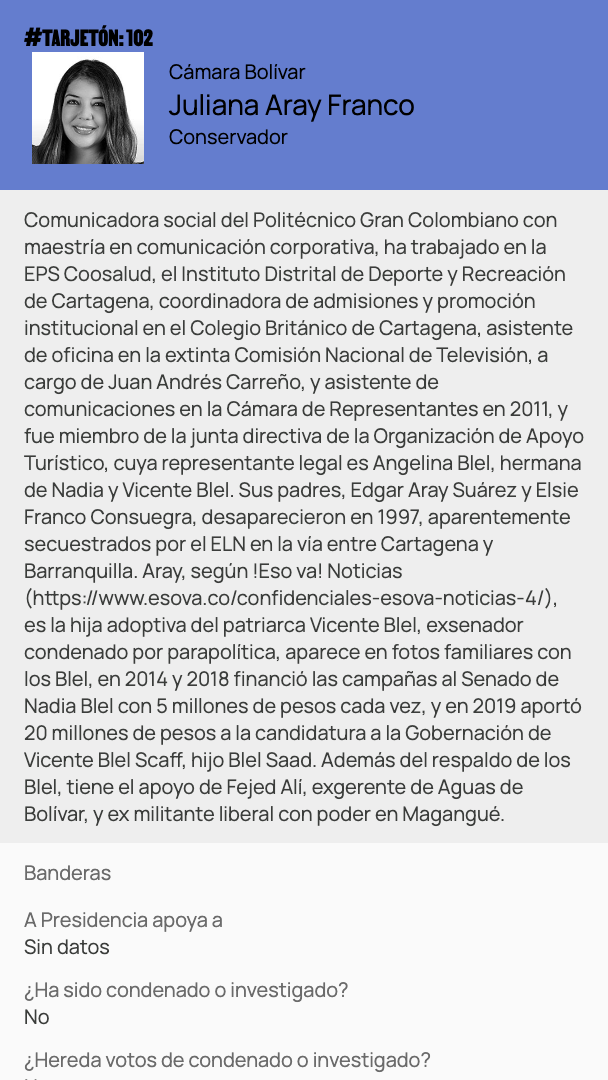 #TARJETÓN: 102
Cámara Bolívar
Juliana Aray Franco
Conservador
Comunicadora social del Politécnico Gran Colombiano con
maestría en comunicación corporativa, ha trabajado en la
EPS Coosalud, el Instituto Distrital de Deporte y Recreación
de Cartagena, coordinadora de admisiones y promoción
institucional en el Colegio Británico de Cartagena, asistente
de oficina en la extinta Comisión Nacional de Televisión, a
cargo de Juan Andrés Carreño, y asistente de
comunicaciones en la Cámara de Representantes en 2011, y
fue miembro de la junta directiva de la Organización de Apoyo
Turístico, cuya representante legal es Angelina Blel, hermana
de Nadia y Vicente Blel. Sus padres, Edgar Aray Suárez y Elsie
Franco Consuegra, desaparecieron en 1997, aparentemente
secuestrados por el ELN en la vía entre Cartagena y
Barranquilla. Aray, según !Eso va! Noticias
(https://www.esova.co/confidenciales-esova-noticias-4/),
es la hija adoptiva del patriarca Vicente Blel, exsenador
condenado por parapolítica, aparece en fotos familiares con
los Blel, en 2014 y 2018 financió las campañas al Senado de
Nadia Blel con 5 millones de pesos cada vez, y en 2019 aportó
20 millones de pesos a la candidatura a la Gobernación de
Vicente Blel Scaff, hijo Blel Saad. Además del respaldo de los
Blel, tiene el apoyo de Fejed Alí, exgerente de Aguas de
Bolívar, y ex militante liberal con poder en Magangué.
Banderas
A Presidencia apoya a
Sin datos
¿Ha sido condenado o investigado?
No
¿Hereda votos de condenado o investigado?